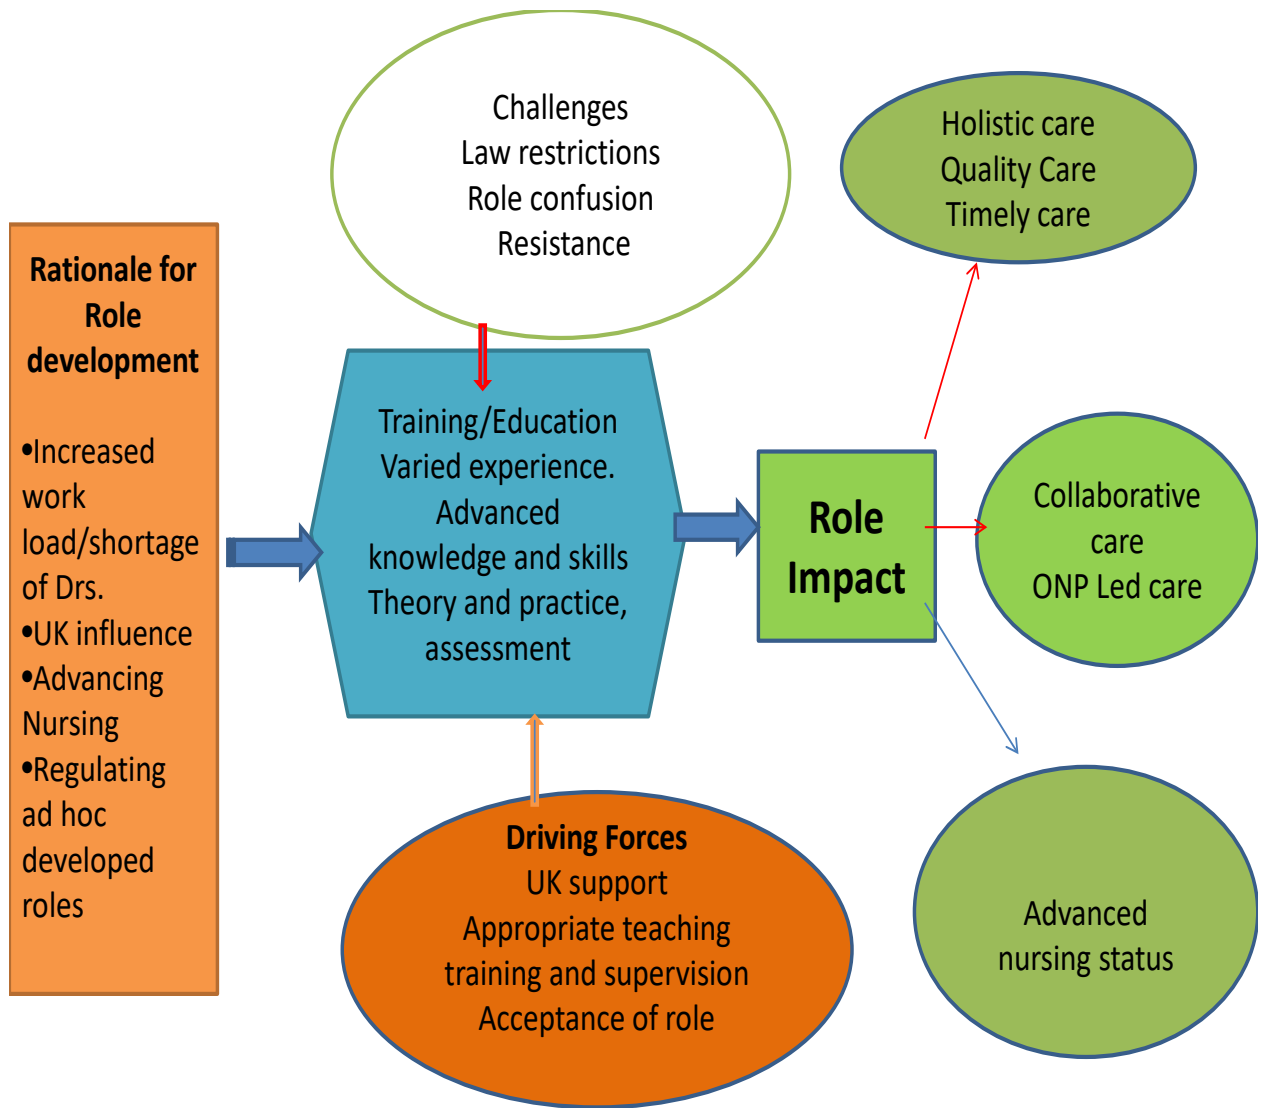 Challenges
Law restrictions
Role confusion
Resistance
Holistic care
Quality Care
Timely care
Rationale for
Role
development
•Increased
work
load/shortage
of Drs.
•UK influence
•Advancing
Nursing
•Regulating
ad hoc
developed
roles
Training/Education
Varied experience.
Advanced
knowledge and skills
Theory and practice,
assessment
Role
Impact
Collaborative
care
ONP Led care
Driving Forces
UK support
Appropriate teaching
training and supervision
Acceptance of role
Advanced
nursing status